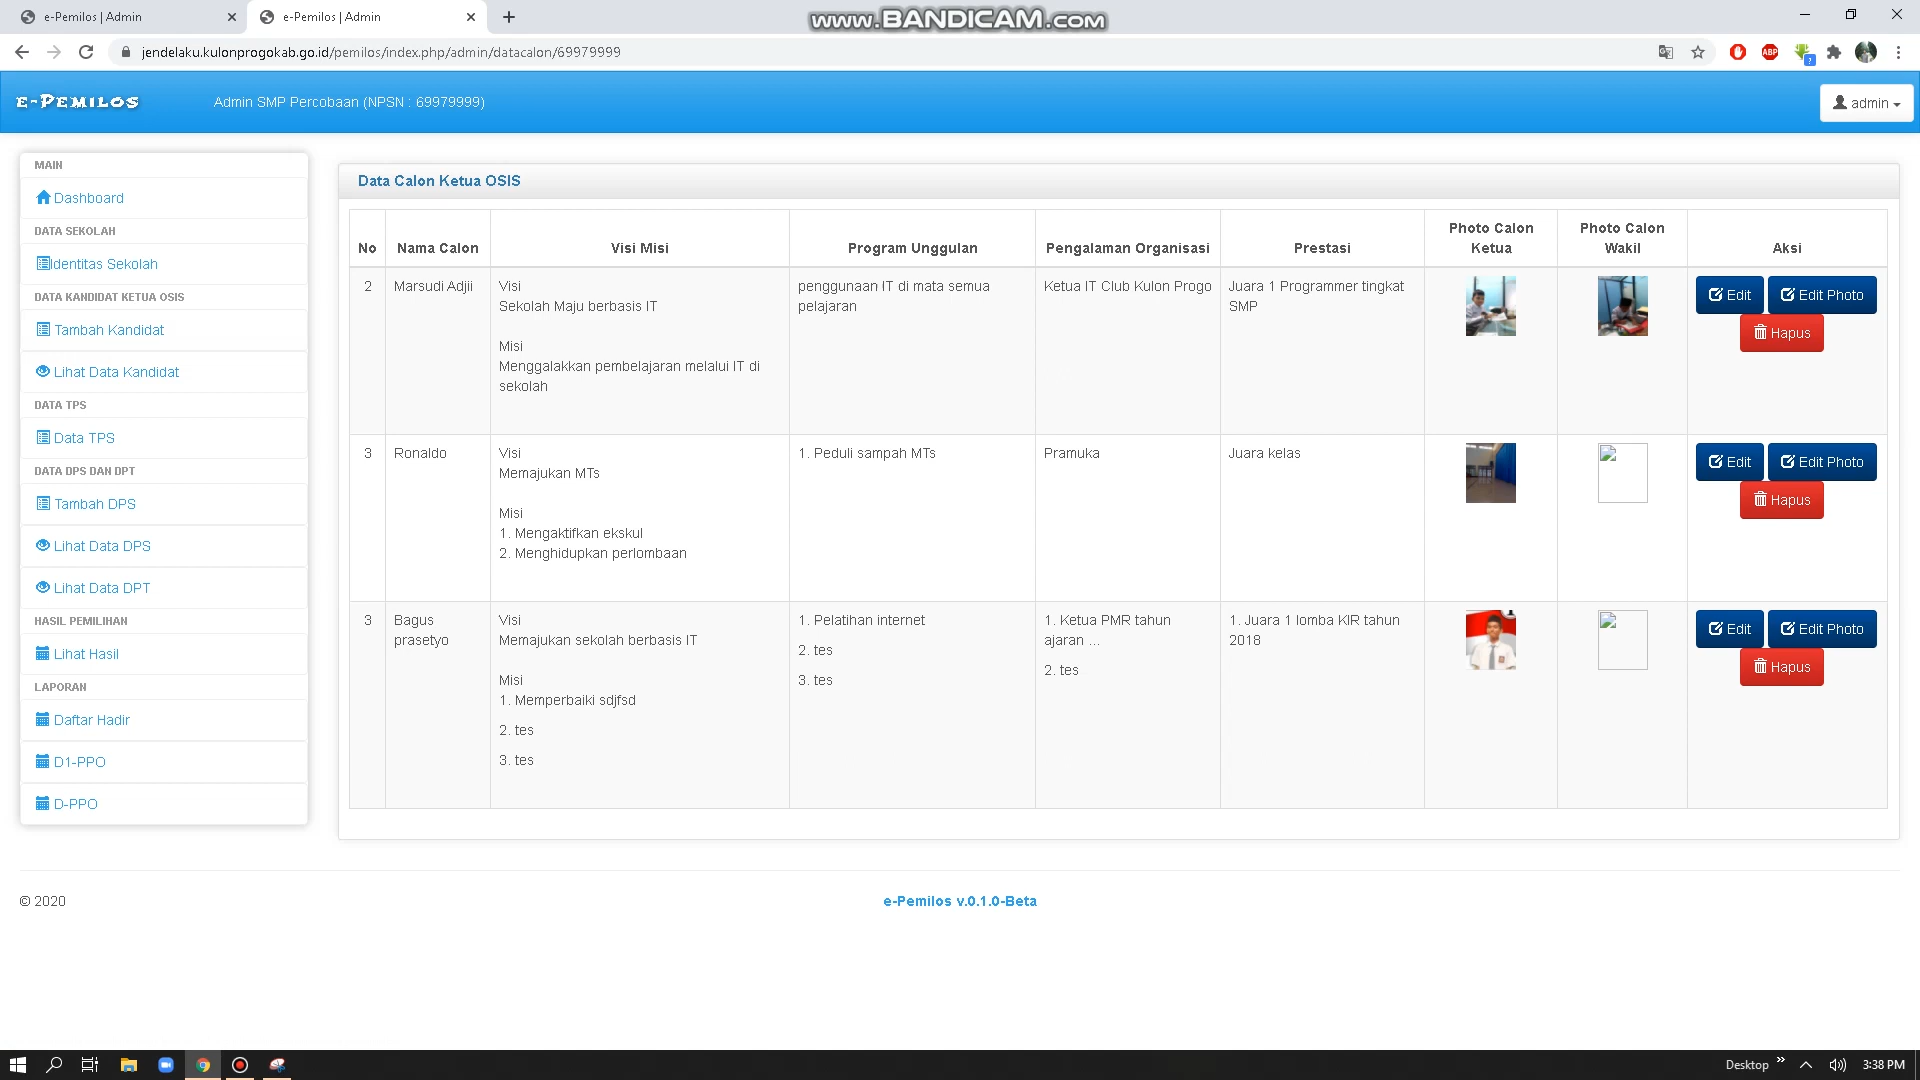 e-Pemilos | Admin
e-Pemilos | Admin
www.BANDICAM.com
jendelaku.kulonprogokab.go.id/pemilos/index.php/admin/datacalon/69979999
ABP
?
e-Pemilos
Admin SMP Percobaan (NPSN : 69979999)
admin
MAIN
Dashboard
DATA SEKOLAH
Identitas Sekolah
DATA KANDIDAT KETUA OSIS
Tambah Kandidat
Lihat Data Kandidat
DATA TPS
Data TPS
DATA DPS DAN DPT
Tambah DPS
Lihat Data DPS
Lihat Data DPT
HASIL PEMILIHAN
Lihat Hasil
LAPORAN
Daftar Hadir
D1-PPO
D-PPO
Data Calon Ketua OSIS
No Nama Calon Visi Misi Program Unggulan Pengalaman Organisasi Prestasi Photo Calon Ketua Photo Calon Wakil Aksi
2
Marsudi Adjii
Visi
Sekolah Maju berbasis IT
Misi
Menggalakkan pembelajaran melalui IT di
sekolah
penggunaan IT di mata semua
pelajaran
Ketua IT Club Kulon Progo
Juara 1 Programmer tingkat
SMP
Edit Edit Photo
Hapus
3
Ronaldo
Visi
Memajukan MTs
Misi
1. Mengaktifkan ekskul
2. Menghidupkan perlombaan
1. Peduli sampah MTs
Pramuka
Juara kelas
Edit Edit Photo
Hapus
3
Bagus
prasetyo
Visi
Memajukan sekolah berbasis IT
Misi
1. Memperbaiki sdjfsd
2. tes
3. tes
1. Pelatihan internet
2. tes
3. tes
1. Ketua PMR tahun
ajaran ...
2. tes
1. Juara 1 lomba KIR tahun
2018
Edit Edit Photo
Hapus
© 2020
e-Pemilos v.0.1.0-Beta
Desktop
3:38 PM